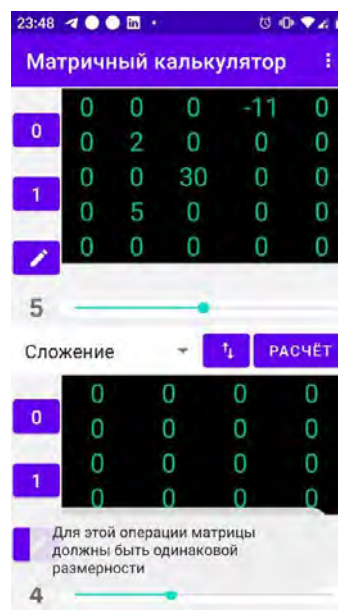 23:48 in
Матричный калькулятор
0 0 0 -11 0
0
0 2 0 0 0
0 0 30 0 0
1
0 5 0 0 0
0 0 0 0 0
5
Сложение РАСЧЁТ
0 0 0 0
0
0 0 0 0
0 0 0 0
1
0 0 0 0
Для этой операции матрицы
должны быть одинаковой
размерности
4